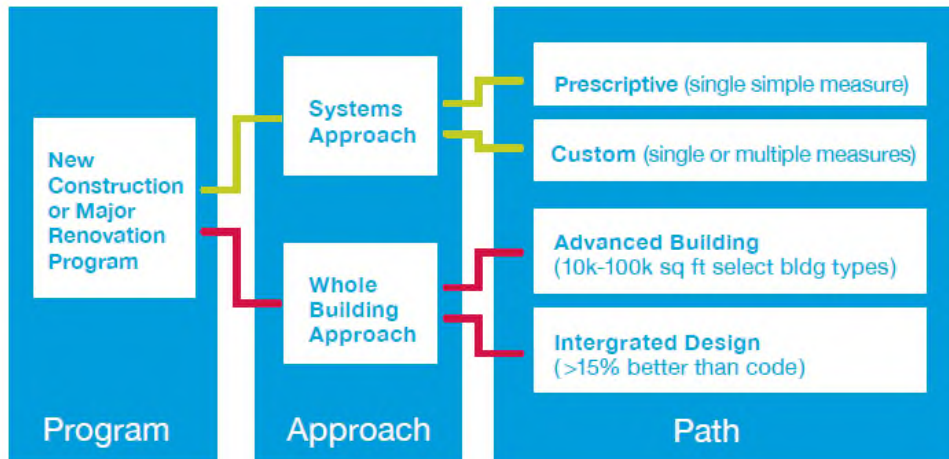 New
Construction
or Major
Renovation
Program
Systems
Approach
Whole
Building
Approach
Prescriptive (single simple measure)
Custom (single or multiple measures)
Advanced Building
(10k-100k sq ft select bldg types)
Intergrated Design
(>15% better than code)
Program
Approach
Path